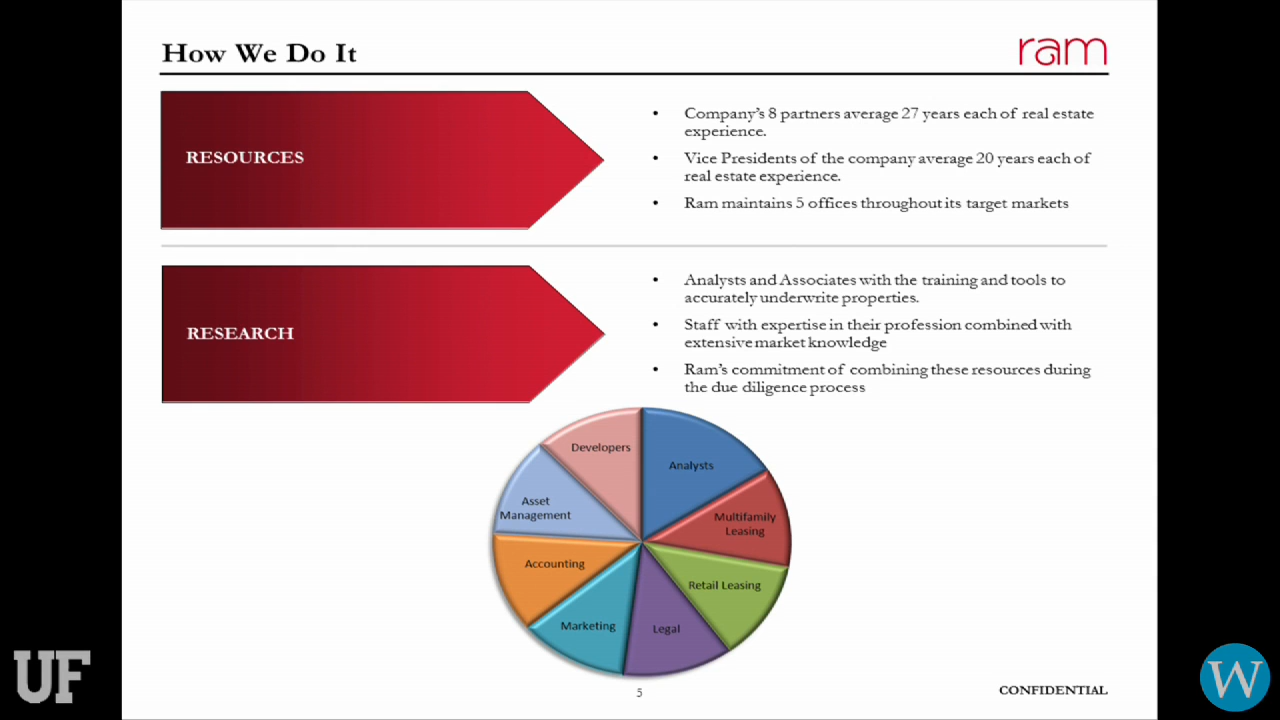 How We Do It
ram
RESOURCES
• Company's 8 partners average 27 years each of real estate
experience.
• Vice Presidents of the company average 20 years each of
real estate experience.
• Ram maintains 5 offices throughout its target markets
RESEARCH
• Analysts and Associates with the training and tools to
accurately underwrite properties.
• Staff with expertise in their profession combined with
extensive market knowledge
• Ram's commitment of combining these resources during
the due diligence process
Developers
Analysts
Asset
Management
Multifamily
Leasing
Accounting
Retail Leasing
Marketing
Legal
UF
5
CONFIDENTIAL
W